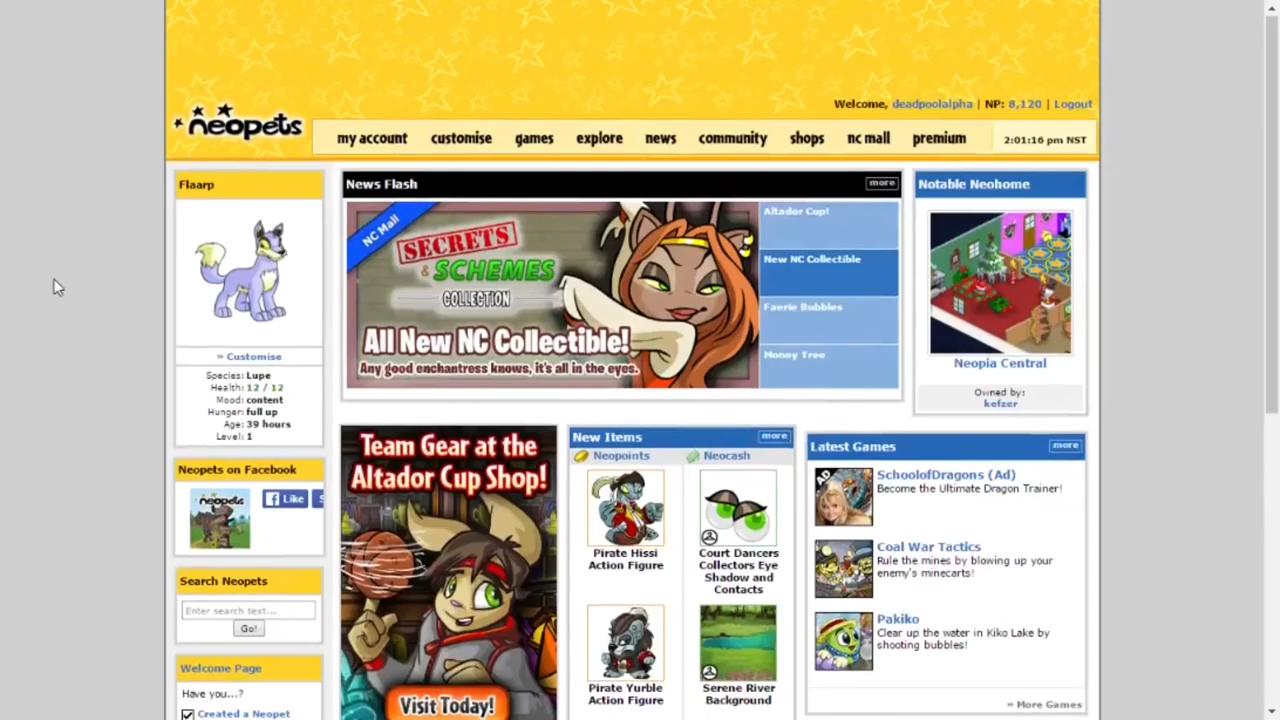 Welcome, deadpoolalpha | NP: 8,120 | Logout
neopets
my account customise games explore news community shops nc mall premium 2:01:16 pm NST
Flaarp
» Customise
Species: Lupe
Health: 12 / 12
Mood: content
Hunger: full up
Age: 39 hours
Level: 1
Neopets on Facebook
neopets
Like
Search Neopets
Enter search text...
Go!
Welcome Page
Have you...?
Created a Neopet
News Flash more
NC Mall
SECRETS
& SCHEMES
COLLECTION
All New NC Collectible!
Any good enchantress knows, it's all in the eyes.
Altador Cup!
New NC Collectible
Faerie Bubbles
Money Tree
Notable Neohome
Neopia Central
Owned by:
kefzer
Team Gear at the
Altador Cup Shop!
Visit Today!
New Items more
Neopoints Neocash
Pirate Hissi
Action Figure
Court Dancers
Collectors Eye
Shadow and
Contacts
Pirate Yurble
Action Figure
Serene River
Background
Latest Games more
AD
SchoolofDragons (Ad)
Become the Ultimate Dragon Trainer!
Coal War Tactics
Rule the mines by blowing up your
enemy's minecarts!
Pakiko
Clear up the water in Kiko Lake by
shooting bubbles!
» More Games